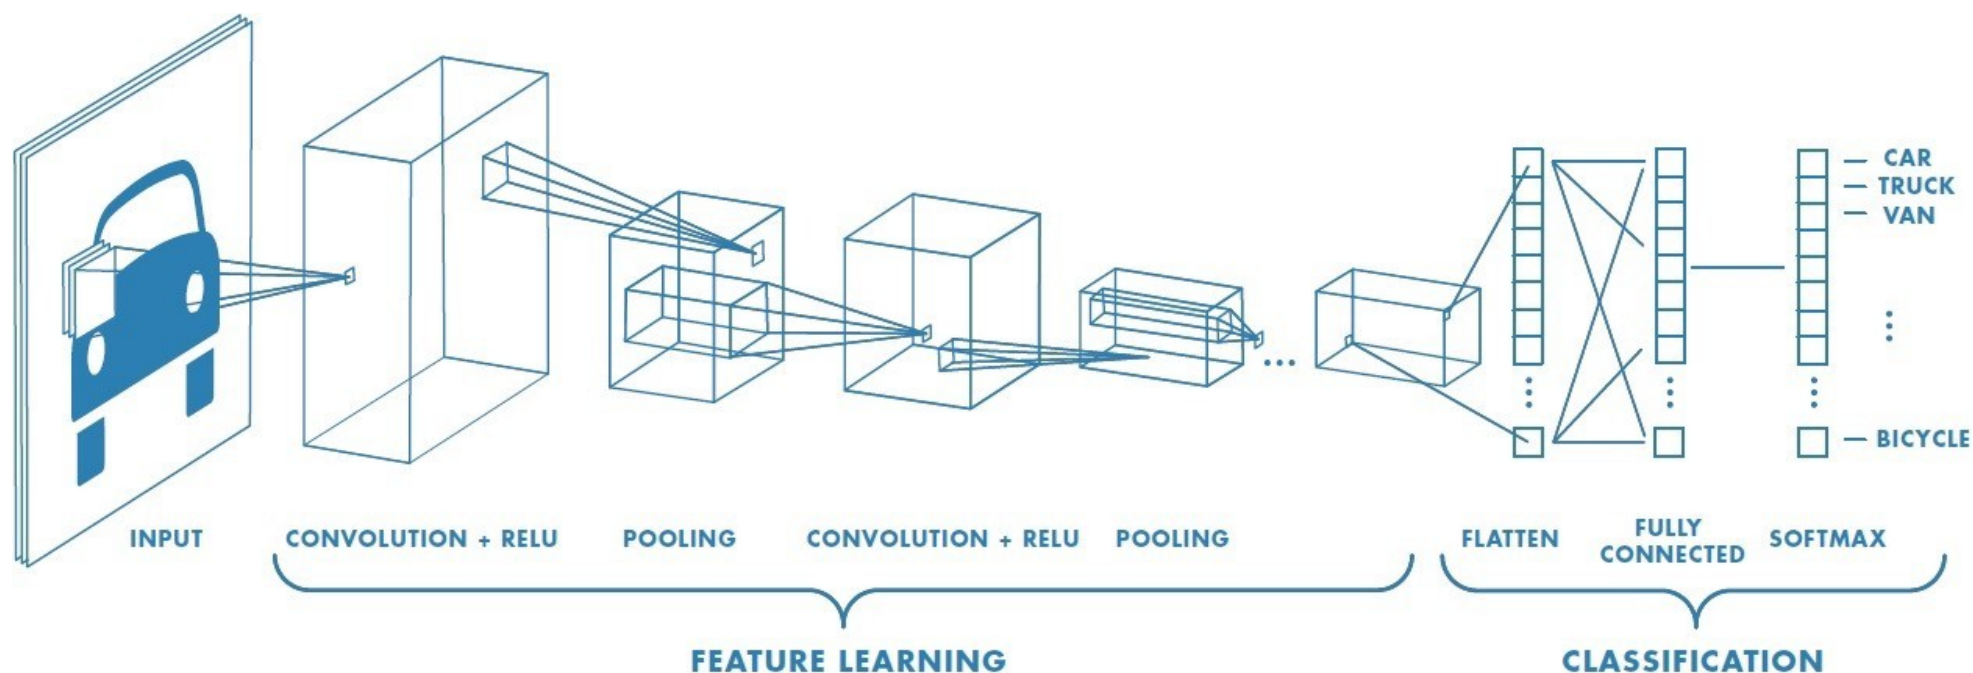 CAR
TRUCK
VAN
BICYCLE
INPUT
CONVOLUTION + RELU
POOLING
CONVOLUTION + RELU
POOLING
FLATTEN
FULLY
CONNECTED
SOFTMAX
FEATURE LEARNING
CLASSIFICATION